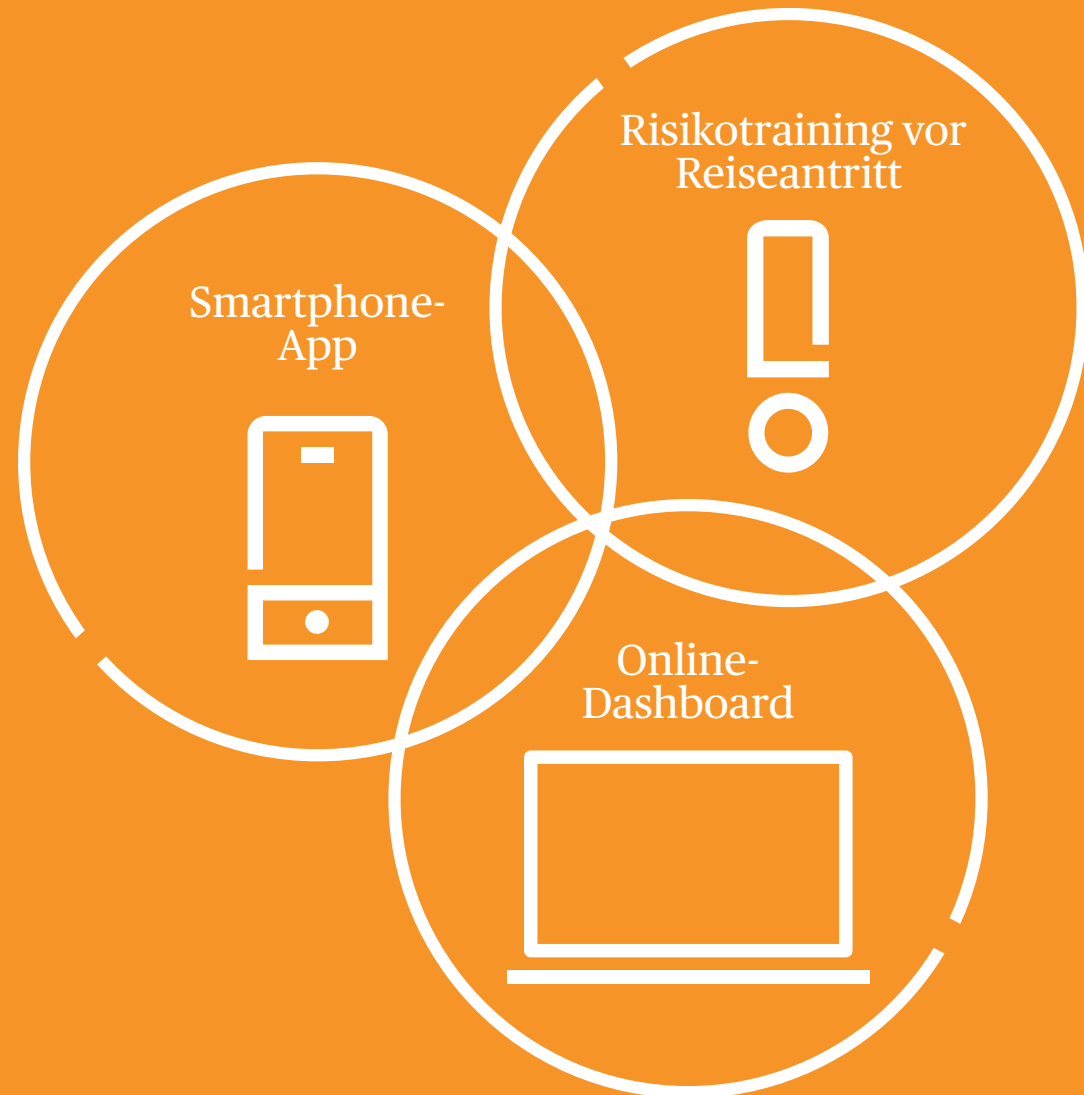 Risikotraining vor
Reiseantritt
Smartphone-
App
Online-
Dashboard